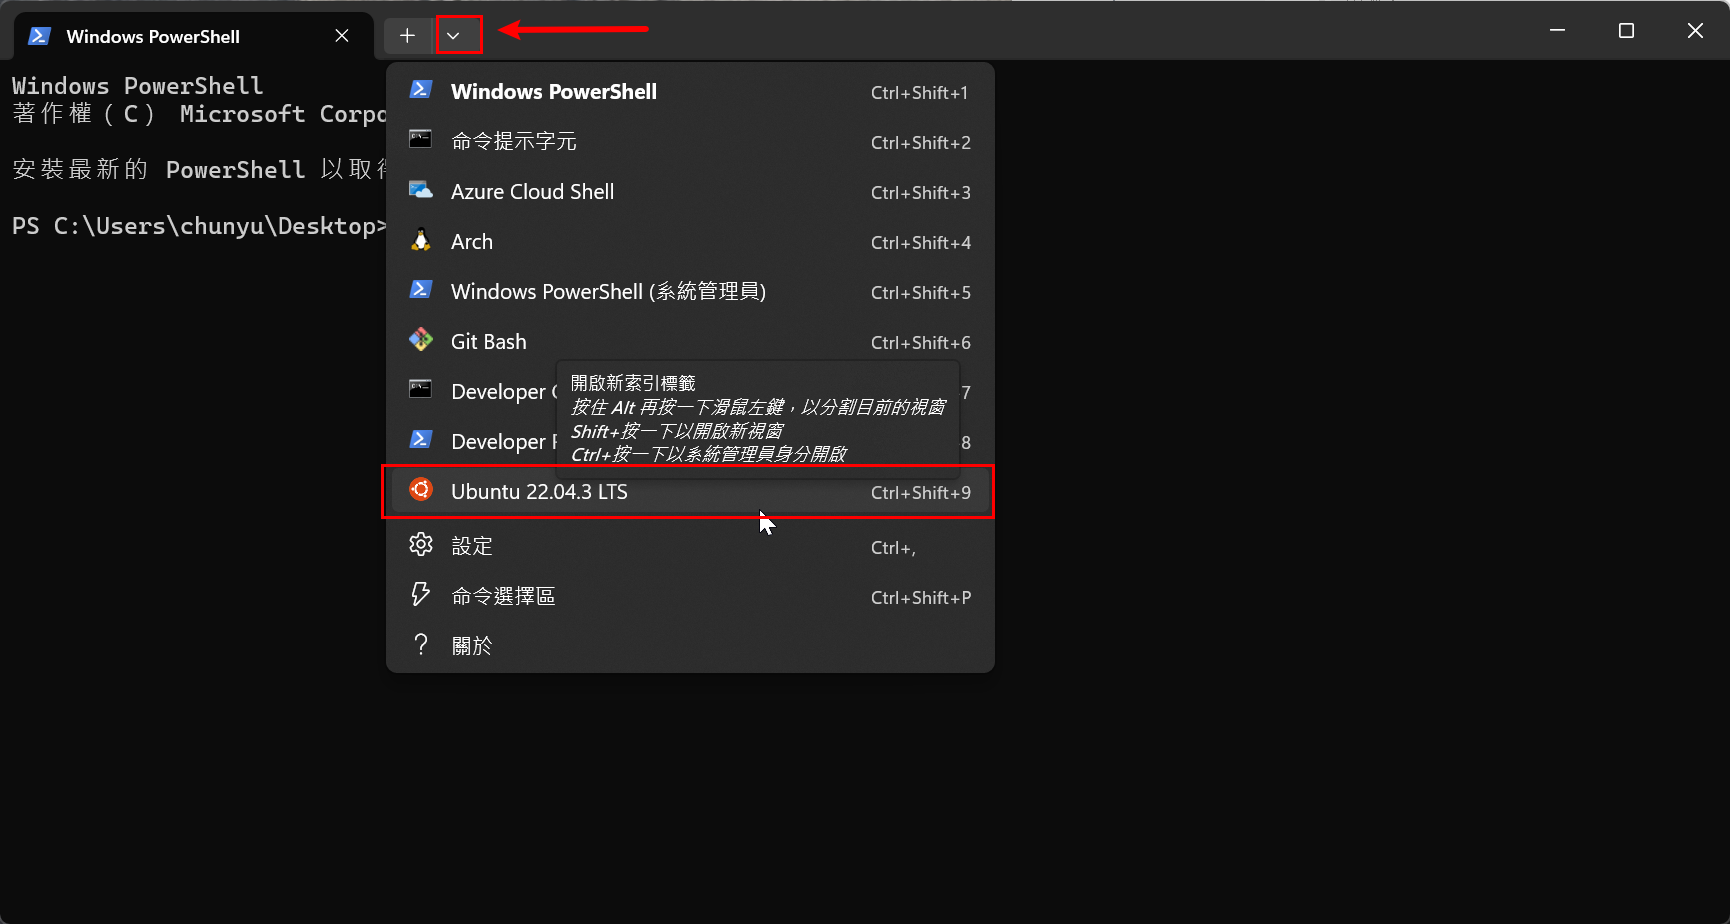 Windows PowerShell
Windows PowerShell
著作權 (C) Microsoft
安裝最新的 PowerShell 以取
PS C:\Users\chunyu\Desktop>
Windows PowerShell Ctrl+Shift+1
命令提示字元 Ctrl+Shift+2
Azure Cloud Shell Ctrl+Shift+3
Arch Ctrl+Shift+4
Windows PowerShell (系統管理員) Ctrl+Shift+5
Git Bash Ctrl+Shift+6
Developer 7
Developer 8
開啟新索引標籤
按住 Alt 再按一下滑鼠左鍵，以分割目前的視窗
Shift+按一下以開啟新視窗
Ctrl+按一下以系統管理員身分開啟
Ubuntu 22.04.3 LTS Ctrl+Shift+9
設定 Ctrl+,
命令選擇區 Ctrl+Shift+P
關於